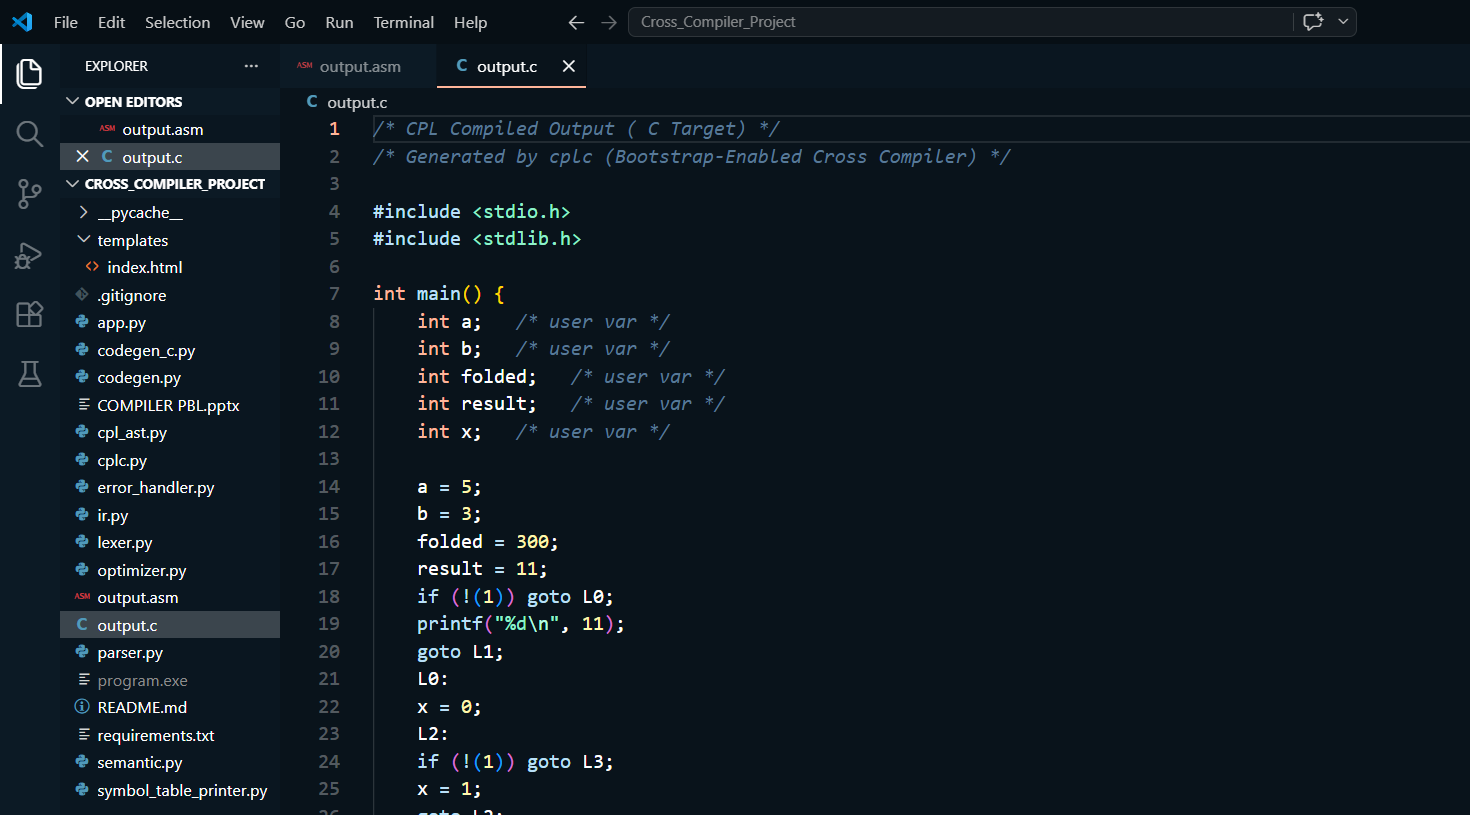 File Edit Selection View Go Run Terminal Help
Cross_Compiler_Project
EXPLORER
OPEN EDITORS
ASM output.asm
C output.c
CROSS_COMPILER_PROJECT
__pycache__
templates
<> index.html
.gitignore
app.py
codegen_c.py
codegen.py
COMPILER PBL.pptx
cpl_ast.py
cplc.py
error_handler.py
ir.py
lexer.py
optimizer.py
ASM output.asm
C output.c
parser.py
program.exe
README.md
requirements.txt
semantic.py
symbol_table_printer.py
ASM output.asm
C output.c
C output.c
1 /* CPL Compiled Output ( C Target) */
2 /* Generated by cplc (Bootstrap-Enabled Cross Compiler) */
3
4 #include <stdio.h>
5 #include <stdlib.h>
6
7 int main() {
8 int a; /* user var */
9 int b; /* user var */
10 int folded; /* user var */
11 int result; /* user var */
12 int x; /* user var */
13
14 a = 5;
15 b = 3;
16 folded = 300;
17 result = 11;
18 if (!(1)) goto L0;
19 printf("%d\n", 11);
20 goto L1;
21 L0:
22 x = 0;
23 L2:
24 if (!(1)) goto L3;
25 x = 1;